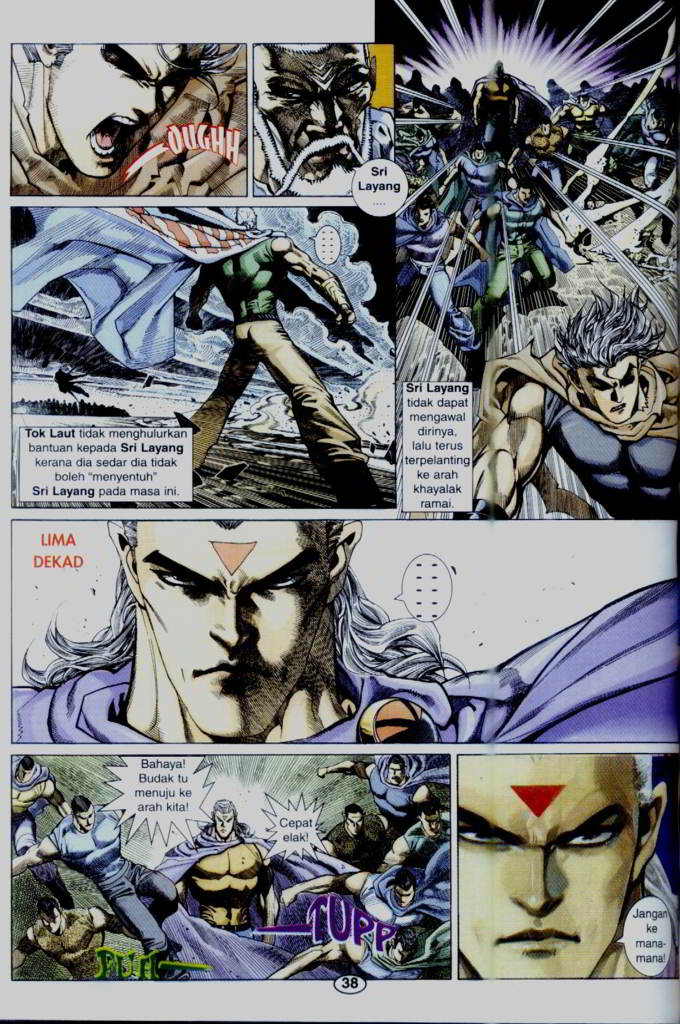 OUGHH
Sri
Layang
....
Tok Laut tidak menghulurkan
bantuan kepada Sri Layang
kerana dia sedar dia tidak
boleh "menyentuh"
Sri Layang pada masa ini.
Sri Layang
tidak dapat
mengawal
dirinya,
lalu terus
terpelanting
ke arah
khayalak
ramai.
LIMA
DEKAD
Bahaya!
Budak tu
menuju ke
arah kita!
Cepat
elak!
TUPP
Jangan
ke
mana-
mana!
38